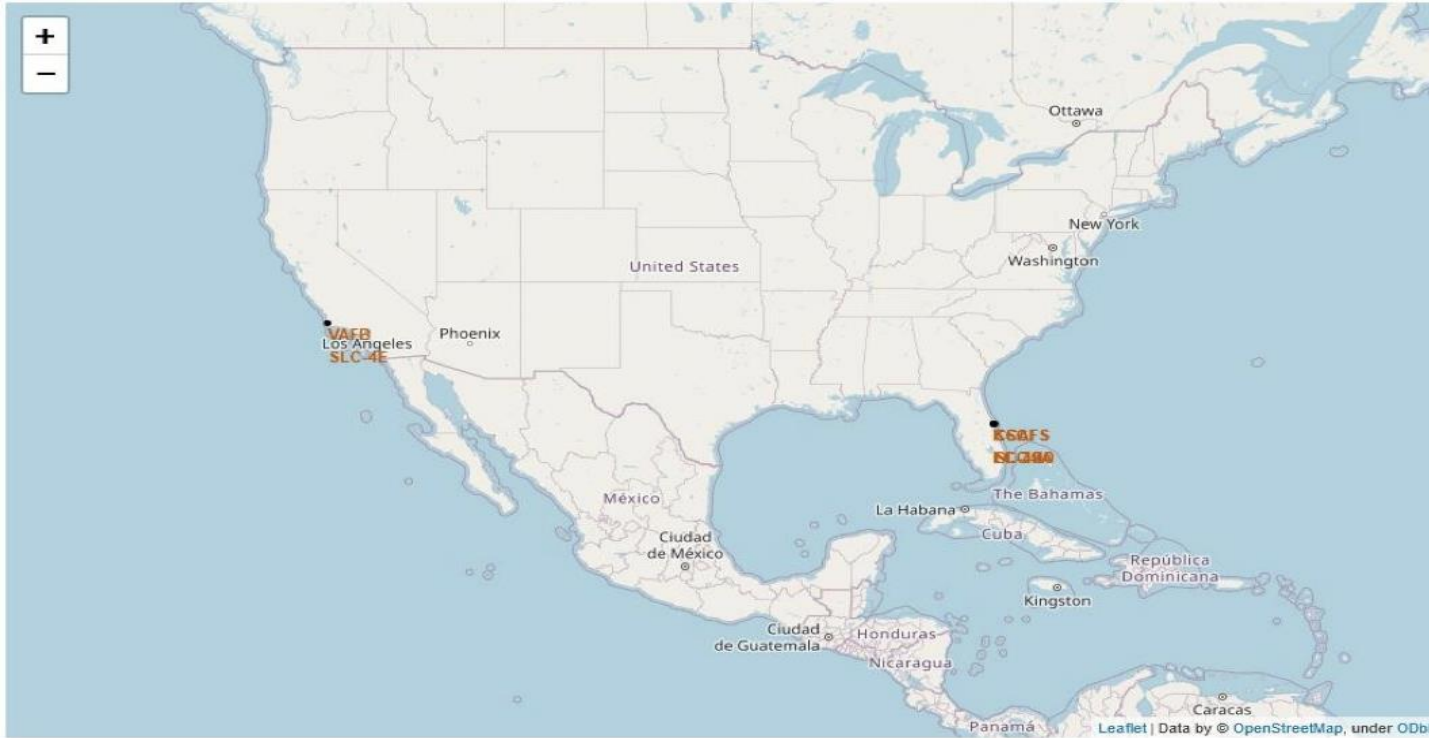 +
−
Ottawa
New York
Washington
United States
VAFB
SLC-4E
Los Angeles
Phoenix
The Bahamas
La Habana
Cuba
México
Ciudad
de México
República
Dominicana
Kingston
Ciudad
de Guatemala
Honduras
Nicaragua
Caracas
Panamá
Leaflet | Data by © OpenStreetMap, under ODb